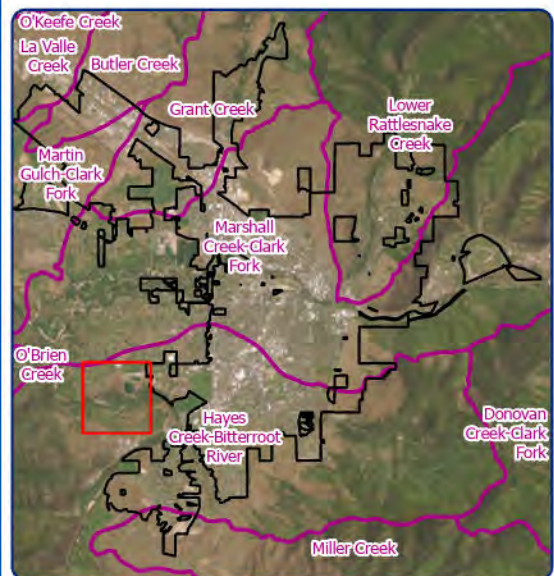 O'Keefe Creek
La Valle
Creek
Butler Creek
Grant Creek
Lower
Rattlesnake
Creek
Martin
Gulch-Clark
Fork
Marshall
Creek-Clark
Fork
O'Brien
Creek
Hayes
Creek-Bitterroot
River
Donovan
Creek-Clark
Fork
Miller Creek